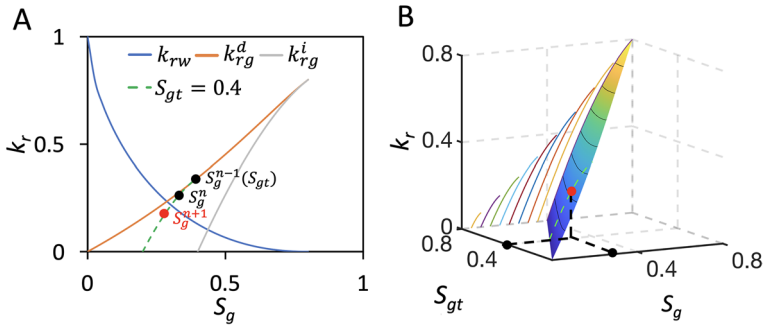 A
k_r
1
0.5
0
0
0.5
1
S_g
k_rw k_rg^d k_rg^i
S_gt = 0.4
S_g^{n-1}(S_gt)
S_g^n
S_g^{n+1}
B
k_r
0.8
0.4
0
0.8
0.4
S_gt
0.4
0.8
S_g